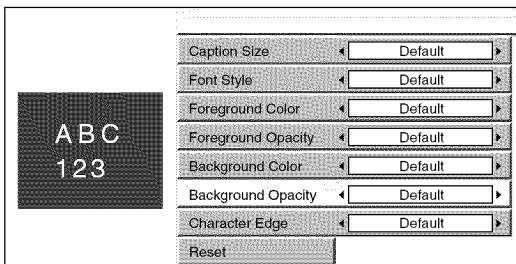 ABC
123
Caption Size Default
Font Style Default
Foreground Color Default
Foreground Opacity Default
Background Color Default
Background Opacity Default
Character Edge Default
Reset